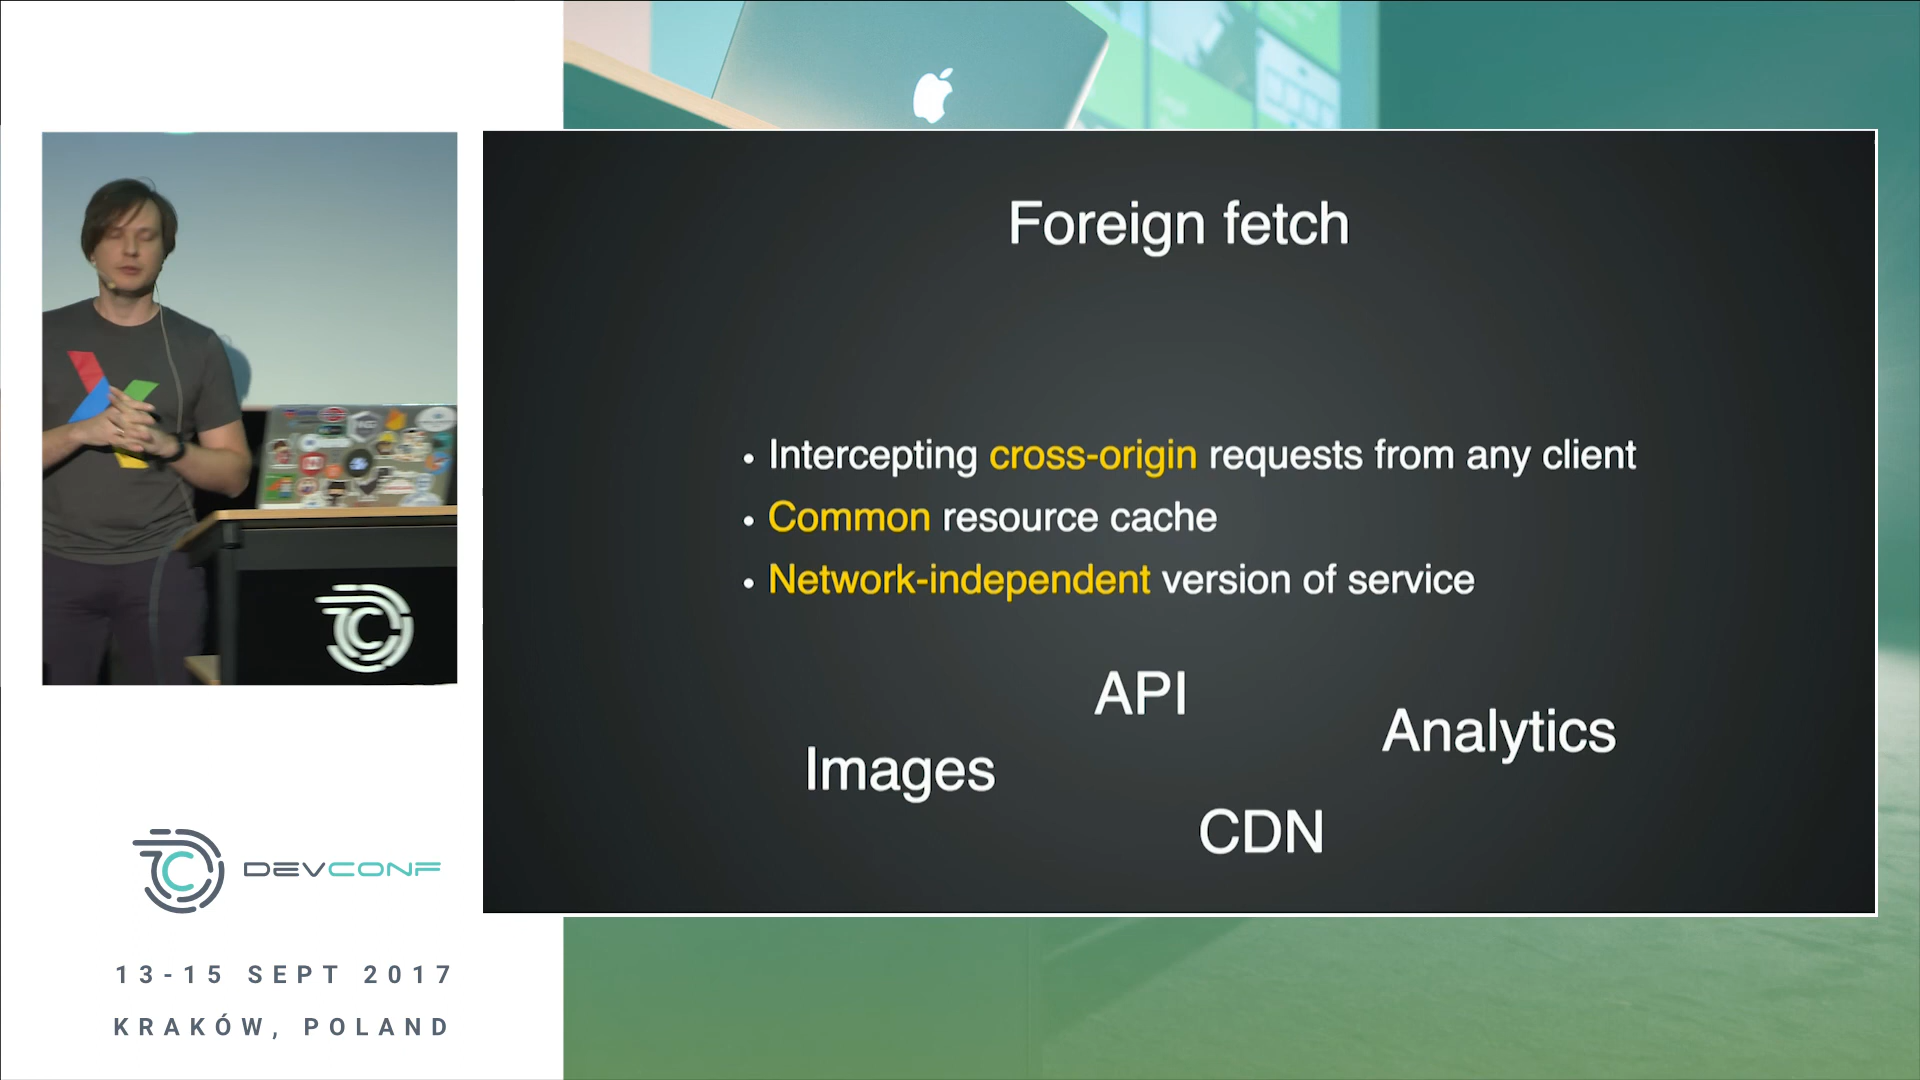 Foreign fetch
• Intercepting cross-origin requests from any client
• Common resource cache
• Network-independent version of service
API
Analytics
Images
CDN
DEVCONF
13-15 SEPT 2017
KRAKÓW, POLAND